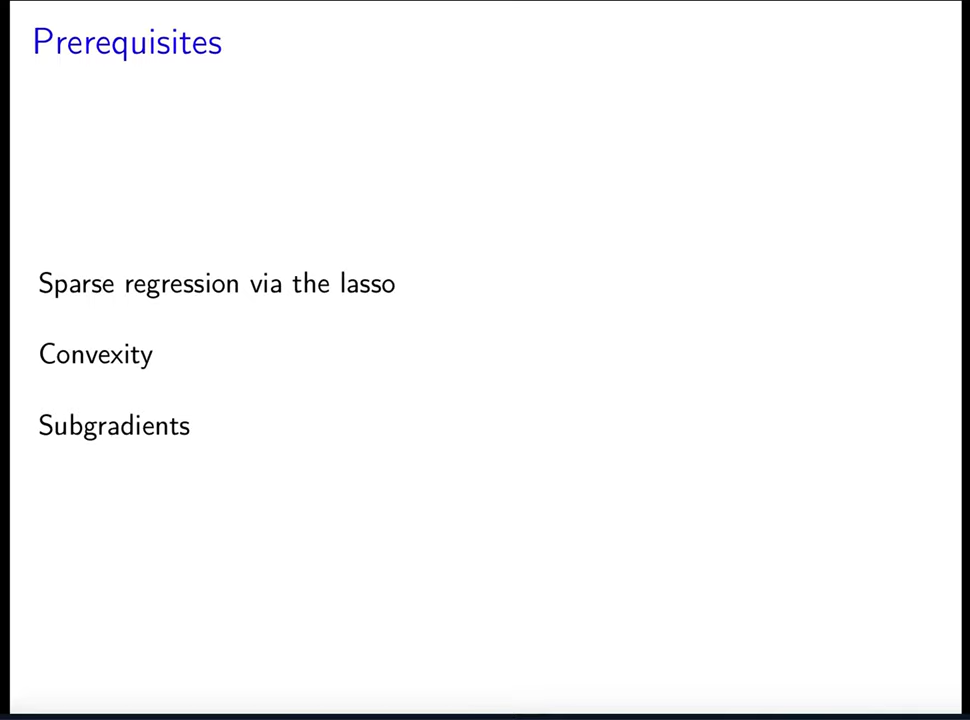 Prerequisites
Sparse regression via the lasso
Convexity
Subgradients